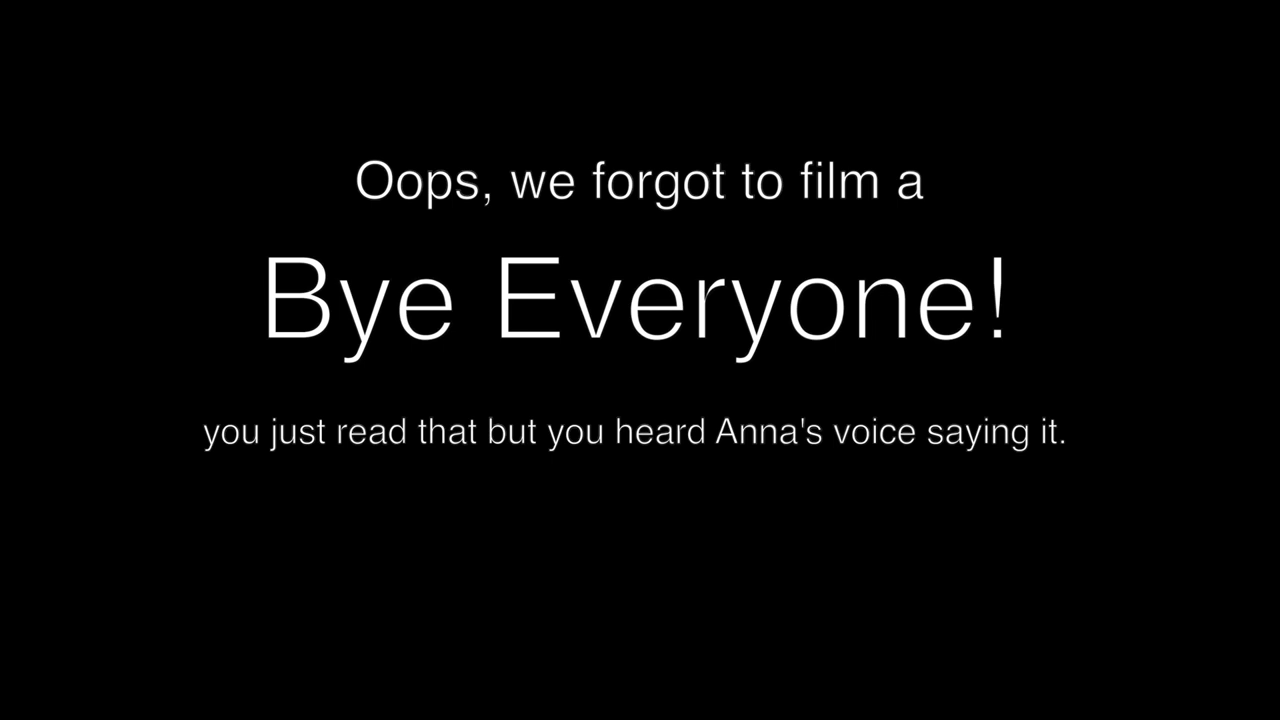 Oops, we forgot to film a
Bye Everyone!
you just read that but you heard Anna's voice saying it.